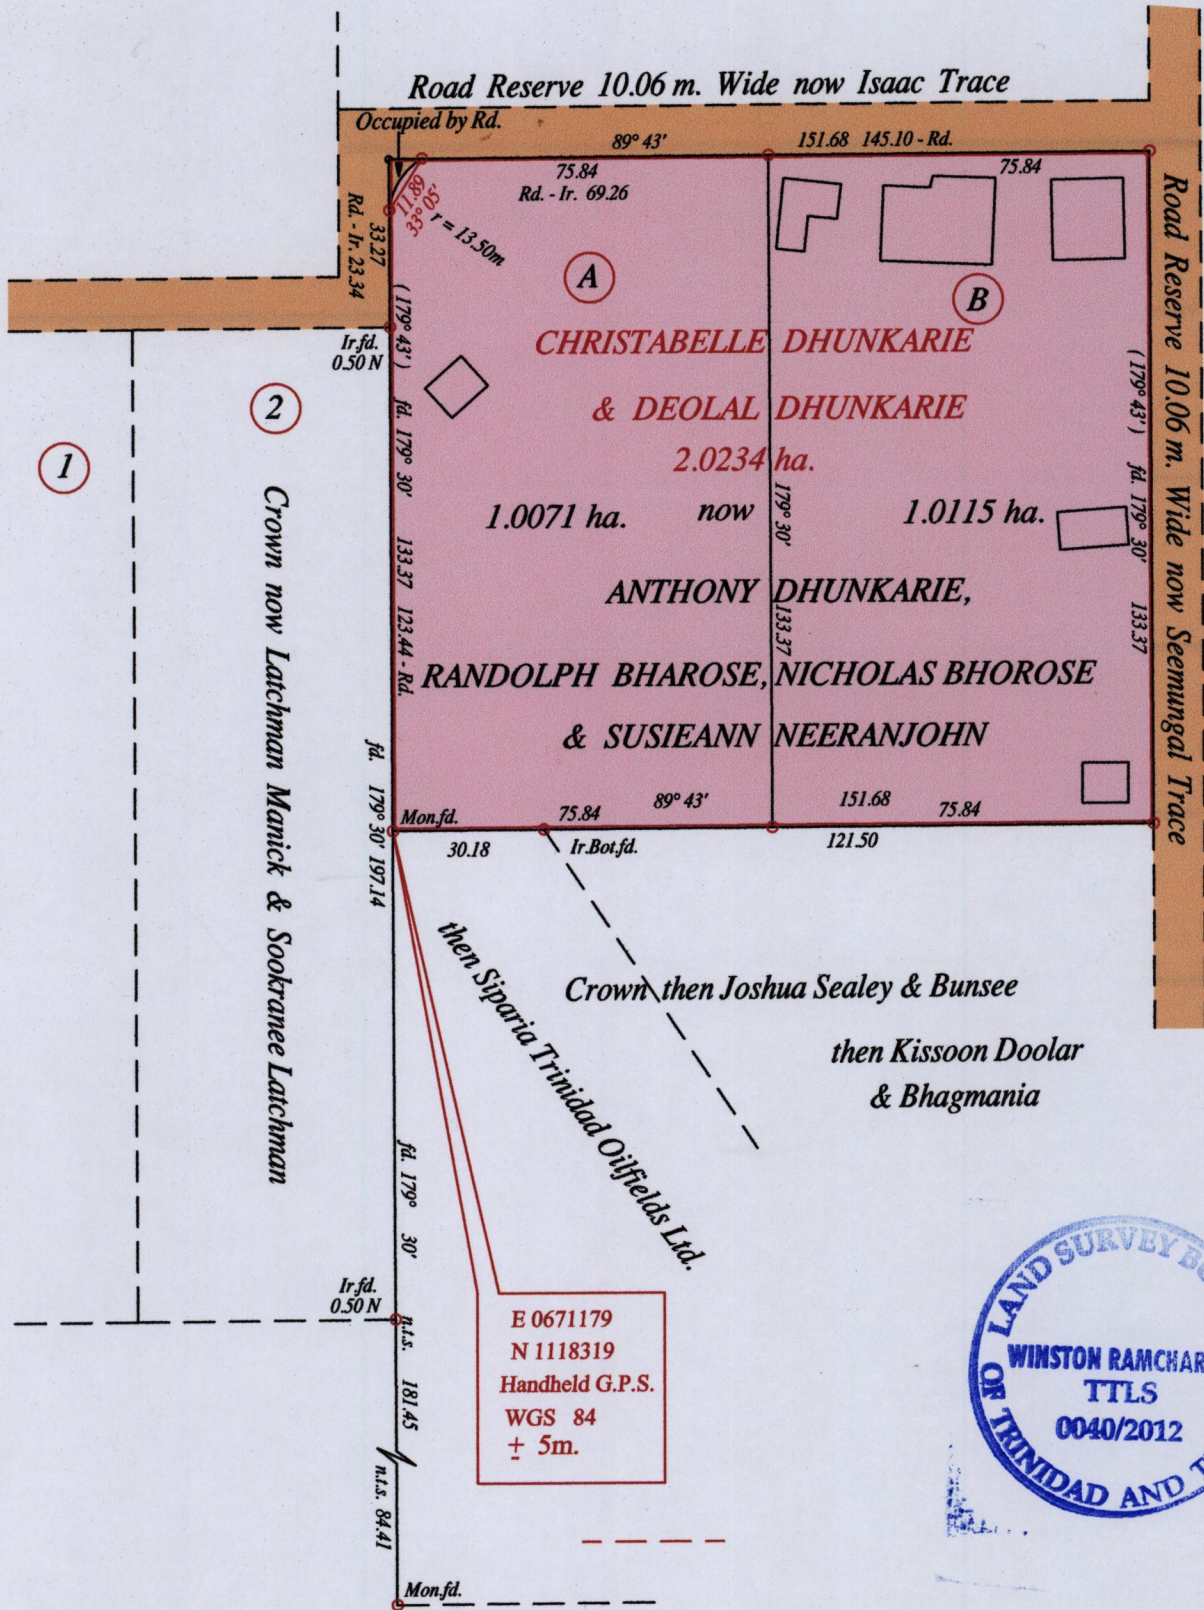 Road Reserve 10.06 m. Wide now Isaac Trace
Occupied by Rd.
89° 43'
151.68 145.10 - Rd.
75.84
Rd. - Ir. 69.26
75.84
11.89
33° 05'
r = 13.50m
33.27
Rd. - Ir. 23.34
Road Reserve 10.06 m. Wide now Seemungal Trace
A
B
(179° 43') fd. 179° 30' 133.37 123.44 - Rd.
(179° 43') fd. 179° 30' 133.37
Ir.fd.
0.50 N
CHRISTABELLE DHUNKARIE
& DEOLAL DHUNKARIE
2.0234 ha.
1.0071 ha. now 1.0115 ha.
179° 30'
133.37
ANTHONY DHUNKARIE,
RANDOLPH BHAROSE, NICHOLAS BHOROSE
& SUSIEANN NEERANJOHN
1
2
Crown now Latchman Manick & Sookranee Latchman
Mon.fd.
75.84
89° 43'
151.68
75.84
30.18
Ir.Bot.fd.
121.50
fd. 179° 30' 197.14
then Siparia Trinidad Oilfields Ltd.
Crown then Joshua Sealey & Bunsee
then Kissoon Doolar
& Bhagmania
fd. 179° 30'
Ir.fd.
0.50 N
n.t.s. 181.45
n.t.s. 84.41
Mon.fd.
E 0671179
N 1118319
Handheld G.P.S.
WGS 84
± 5m.
LAND SURVEY BO
WINSTON RAMCHAR
TTLS
0040/2012
OF TRINIDAD AND T